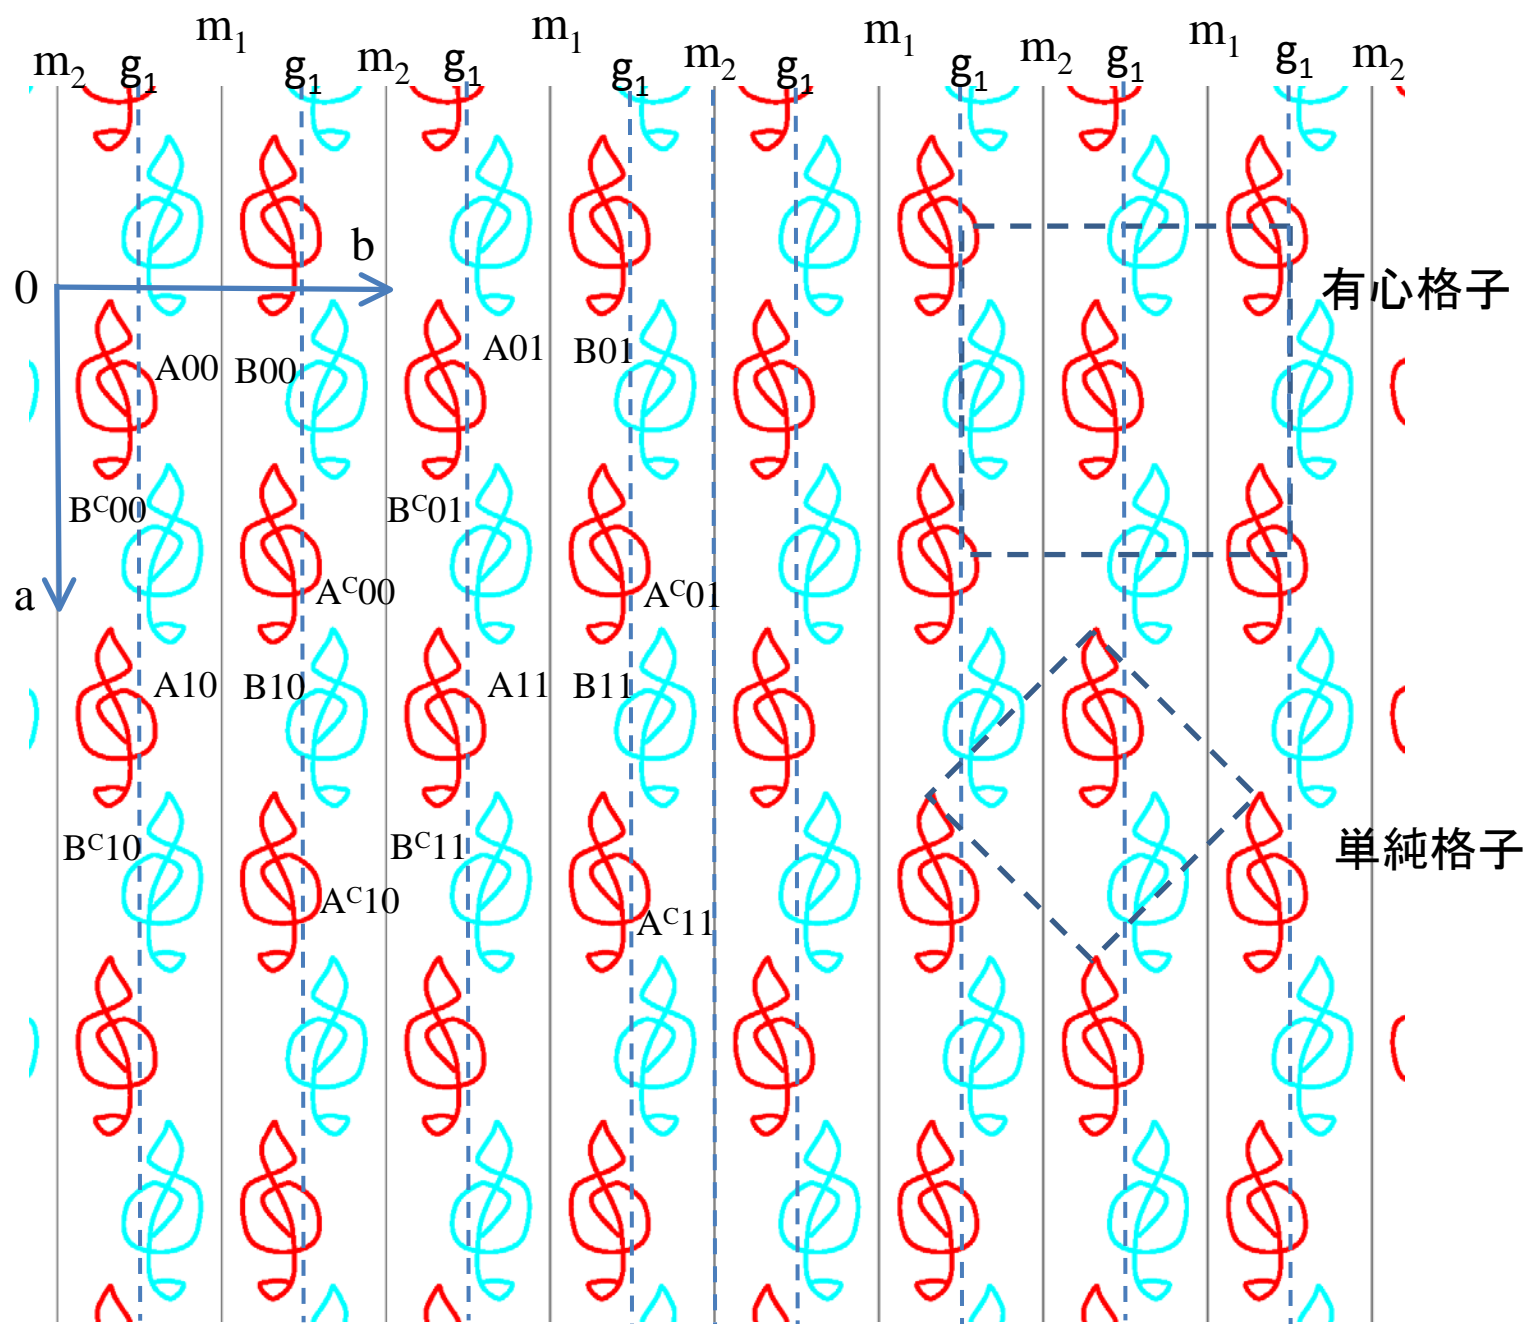 m₁ m₁ m₁ m₁
m₂ g₁ g₁ m₂ g₁ g₁ m₂ g₁ g₁ m₂ g₁ g₁ m₂
b
0
有心格子
A00 B00 A01 B01
Bᶜ00 Bᶜ01
a Aᶜ00 Aᶜ01
A10 B10 A11 B11
Bᶜ10 Bᶜ11 単純格子
Aᶜ10 Aᶜ11